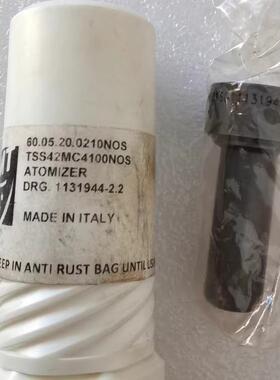 60.05.20.0210NOS
TSS42MC4100NOS
ATOMIZER
DRG. 1131944-2.2
MADE IN ITALY
EEP IN ANTI RUST BAG UNTIL US
1131944